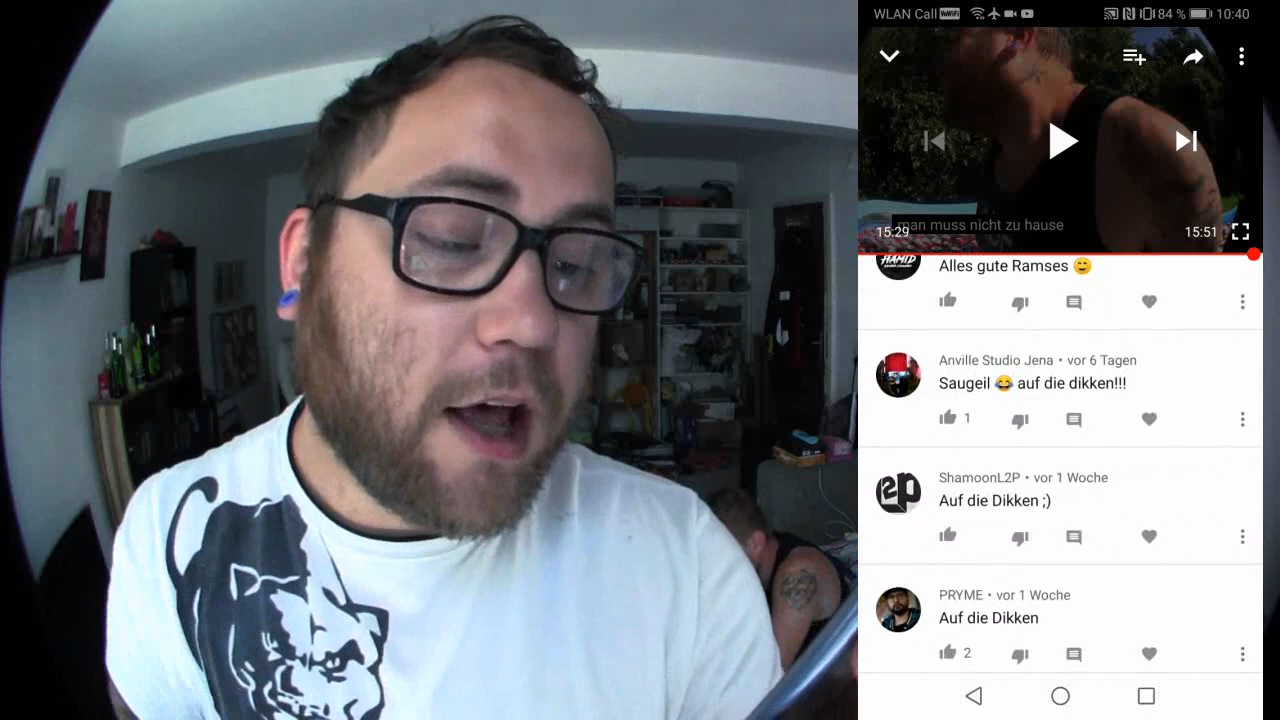 WLAN Call VoWiFi 84 % 10:40
man muss nicht zu hause
15:29 15:51
HAMID
Alles gute Ramses 😊
Anville Studio Jena • vor 6 Tagen
Saugeil 😂 auf die dikken!!!
1
ShamoonL2P • vor 1 Woche
Auf die Dikken ;)
PRYME • vor 1 Woche
Auf die Dikken
2